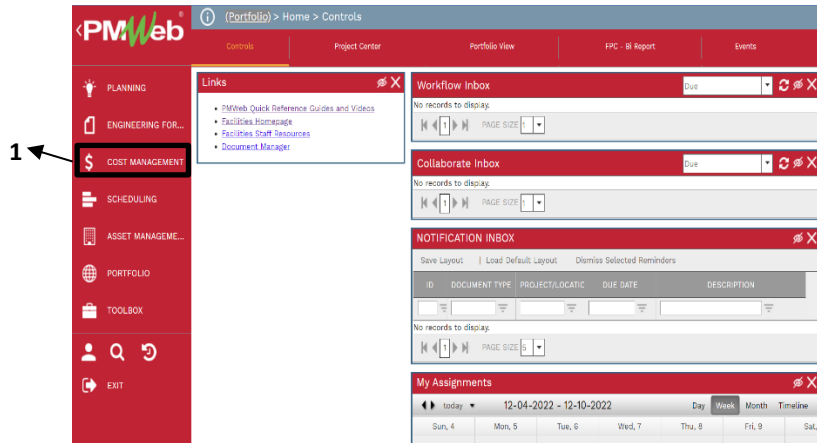 PMWeb
(Portfolio) > Home > Controls
Controls Project Center Portfolio View FPC - Bi Report Events
PLANNING
ENGINEERING FOR...
1
COST MANAGEMENT
SCHEDULING
ASSET MANAGEME...
PORTFOLIO
TOOLBOX
EXIT
Links
PMWeb Quick Reference Guides and Videos
Facilities Homepage
Facilities Staff Resources
Document Manager
Workflow Inbox Due
No records to display.
1 PAGE SIZE 1
Collaborate Inbox Due
No records to display.
1 PAGE SIZE 1
NOTIFICATION INBOX
Save Layout | Load Default Layout Dismiss Selected Reminders
ID DOCUMENT TYPE PROJECT/LOCATIC DUE DATE DESCRIPTION
No records to display.
1 PAGE SIZE 5
My Assignments
today 12-04-2022 - 12-10-2022 Day Week Month Timeline
Sun, 4 Mon, 5 Tue, 6 Wed, 7 Thu, 8 Fri, 9 Sat,